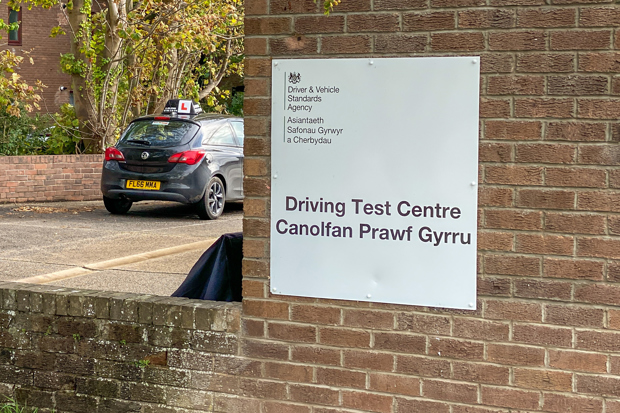 Driver & Vehicle
Standards
Agency
Asiantaeth
Safonau Gyrwyr
a Cherbydau
Driving Test Centre
Canolfan Prawf Gyrru
L
FL66 MMA